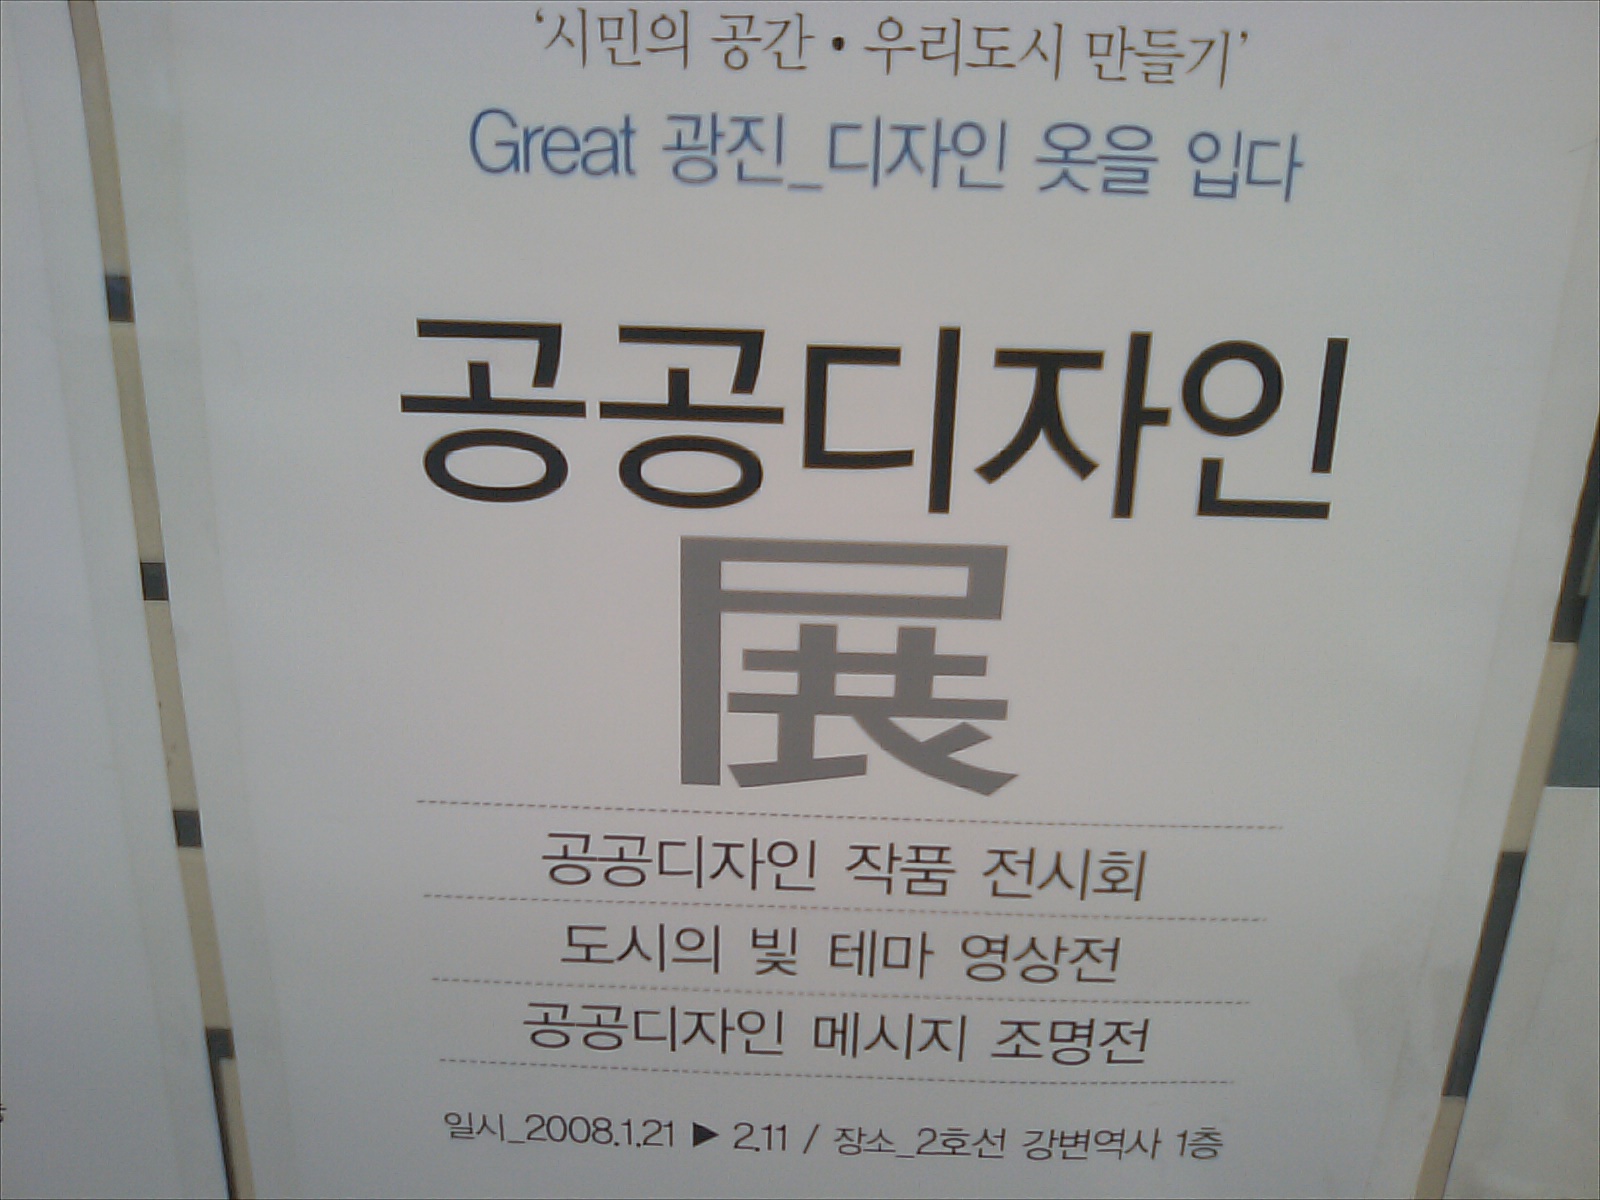 ‘시민의 공간 • 우리도시 만들기’
Great 광진_디자인 옷을 입다
공공디자인
展
공공디자인 작품 전시회
도시의 빛 테마 영상전
공공디자인 메시지 조명전
일시_2008.1.21 ▶ 2.11 / 장소_2호선 강변역사 1층